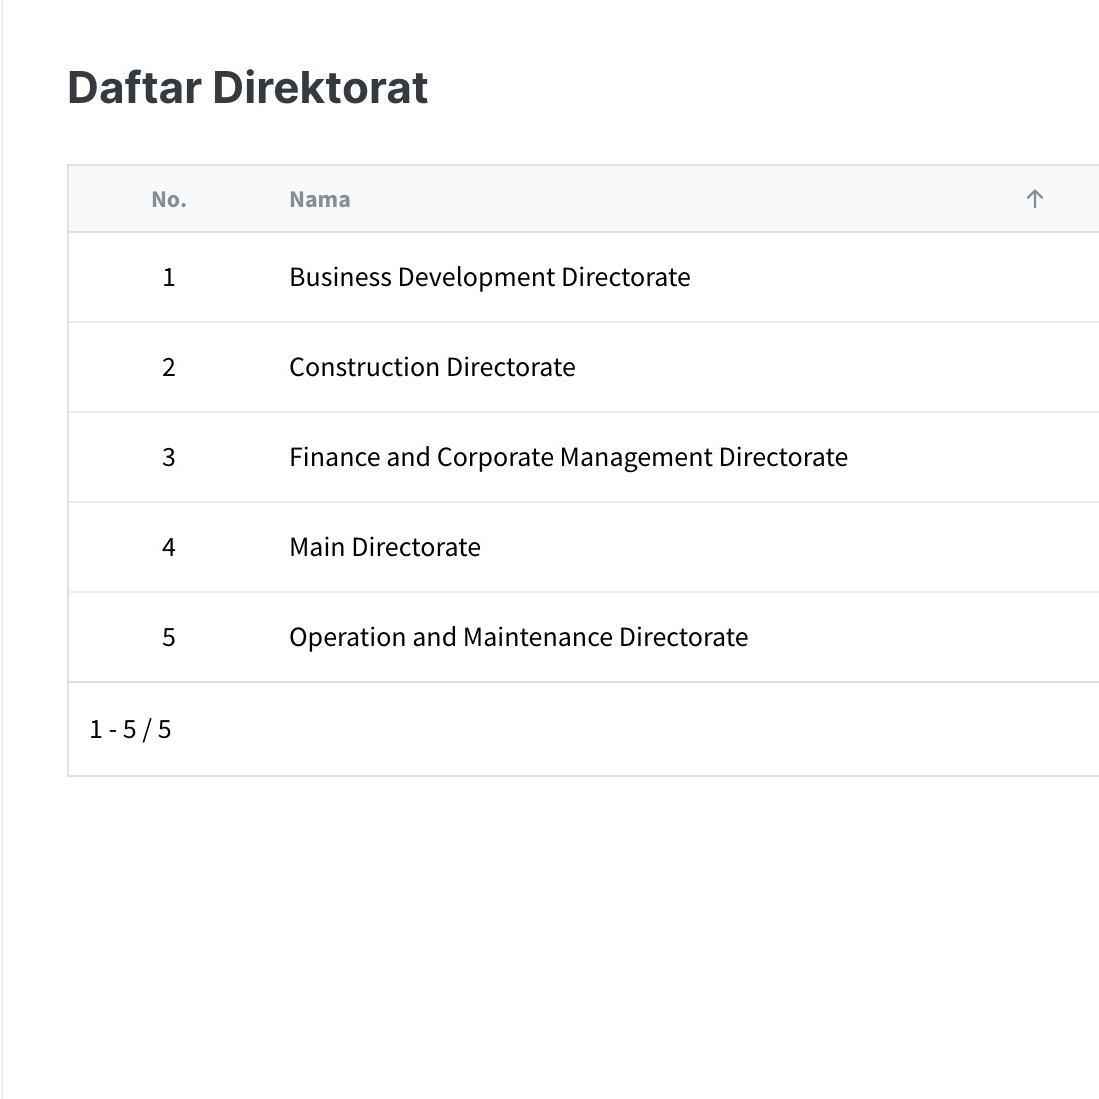 Daftar Direktorat
No. Nama
1 Business Development Directorate
2 Construction Directorate
3 Finance and Corporate Management Directorate
4 Main Directorate
5 Operation and Maintenance Directorate
1 - 5 / 5